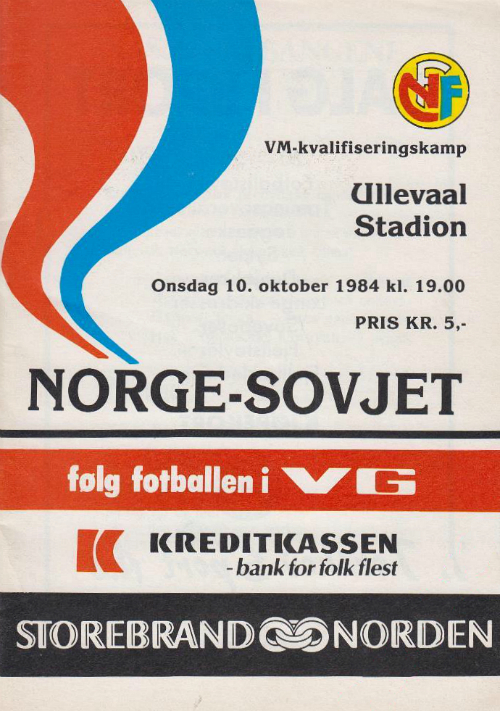 NFF
VM-kvalifiseringskamp
Ullevaal
Stadion
Onsdag 10. oktober 1984 kl. 19.00
PRIS KR. 5,-
NORGE-SOVJET
følg fotballen i VG
KREDITKASSEN
- bank for folk flest
STOREBRAND NORDEN